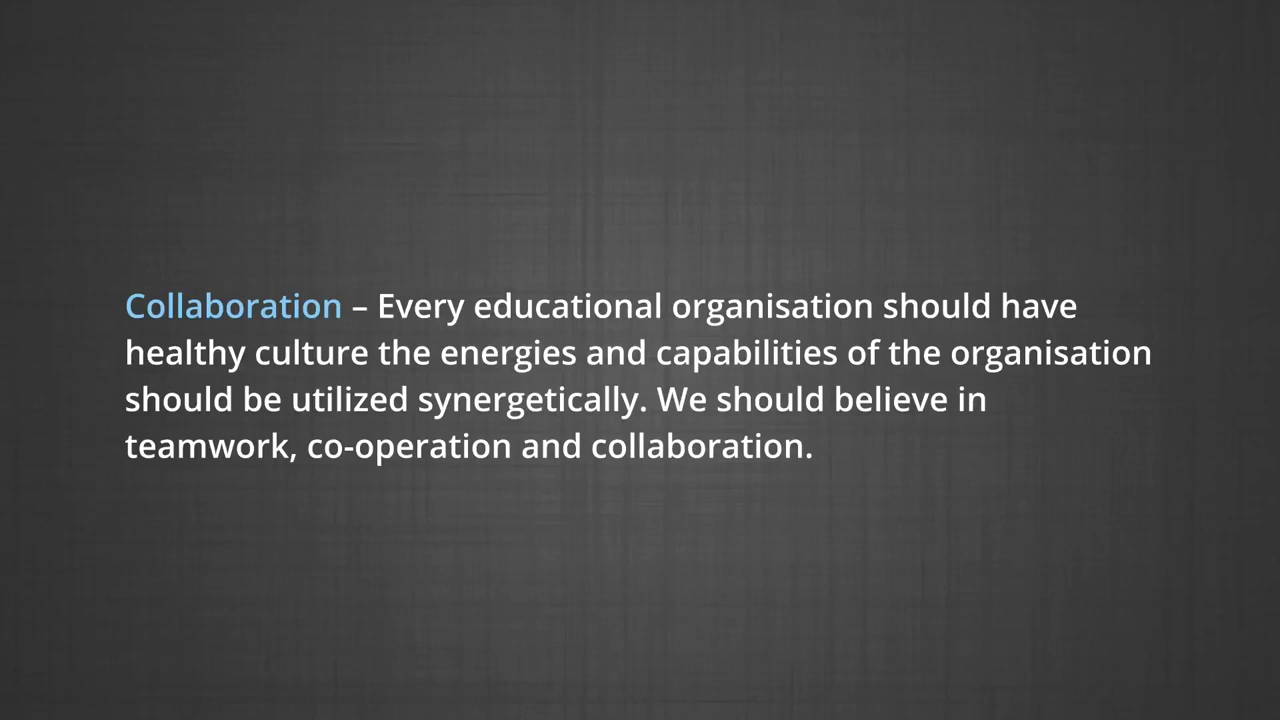 Collaboration – Every educational organisation should have
healthy culture the energies and capabilities of the organisation
should be utilized synergetically. We should believe in
teamwork, co-operation and collaboration.